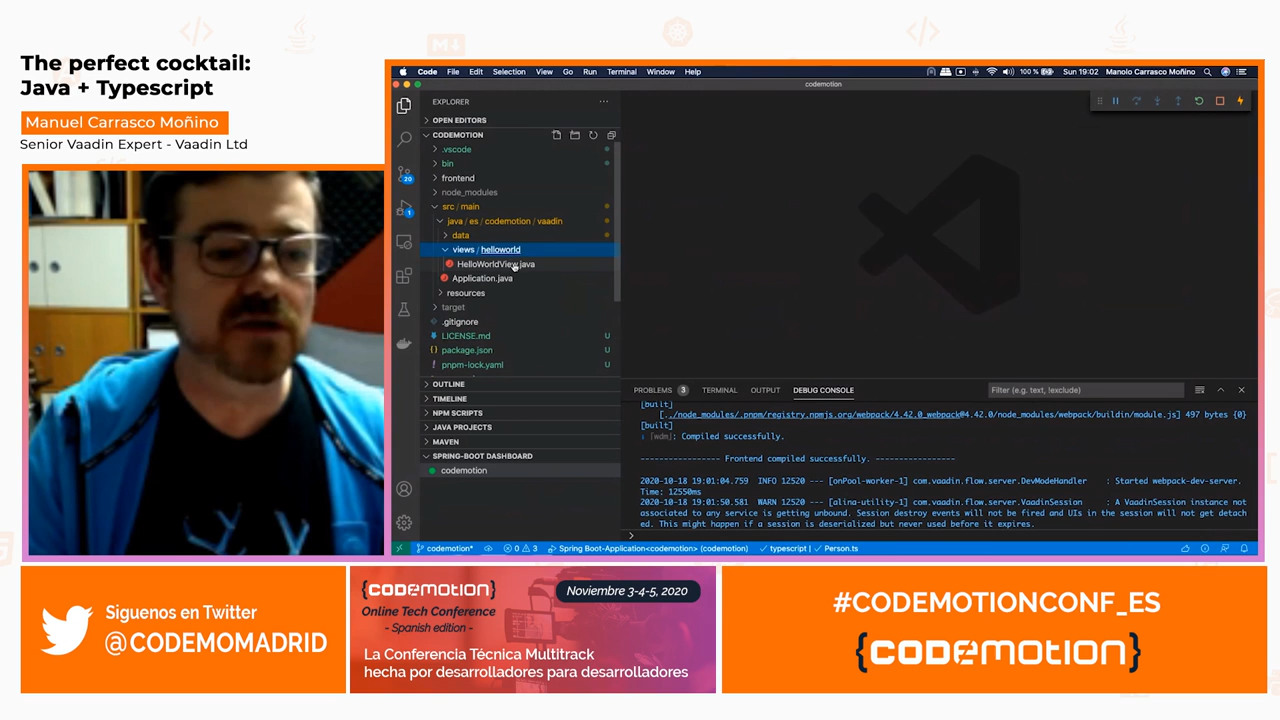 The perfect cocktail:
Java + Typescript
Manuel Carrasco Moñino
Senior Vaadin Expert - Vaadin Ltd
Code File Edit Selection View Go Run Terminal Window Help
100 % Sun 19:02 Manolo Carrasco Moñino
codemotion
EXPLORER
OPEN EDITORS
CODEMOTION
.vscode
bin
frontend
node_modules
src / main
java / es / codemotion / vaadin
data
views / helloworld
HelloWorldView.java
Application.java
resources
target
.gitignore
LICENSE.md U
package.json U
pnpm-lock.yaml U
OUTLINE
TIMELINE
NPM SCRIPTS
JAVA PROJECTS
MAVEN
SPRING-BOOT DASHBOARD
codemotion
20
1
PROBLEMS 3 TERMINAL OUTPUT DEBUG CONSOLE Filter (e.g. text, !exclude)
[built]
[../node_modules/.pnpm/registry.npmjs.org/webpack/4.42.0_webpack@4.42.0/node_modules/webpack/buildin/module.js] 497 bytes {0}
[built]
i [wdm]: Compiled successfully.
----------------- Frontend compiled successfully. -----------------
2020-10-18 19:01:04.759 INFO 12520 --- [onPool-worker-1] com.vaadin.flow.server.DevModeHandler : Started webpack-dev-server.
Time: 12550ms
2020-10-18 19:01:50.581 WARN 12520 --- [alina-utility-1] com.vaadin.flow.server.VaadinSession : A VaadinSession instance not
associated to any service is getting unbound. Session destroy events will not be fired and UIs in the session will not get detach
ed. This might happen if a session is deserialized but never used before it expires.
codemotion* 0 3 Spring Boot-Application<codemotion> (codemotion) typescript | Person.ts
Siguenos en Twitter
@CODEMOMADRID
{CODEMOTION}
Noviembre 3-4-5, 2020
Online Tech Conference
- Spanish edition -
La Conferencia Técnica Multitrack
hecha por desarrolladores para desarrolladores
#CODEMOTIONCONF_ES
{CODEMOTION}